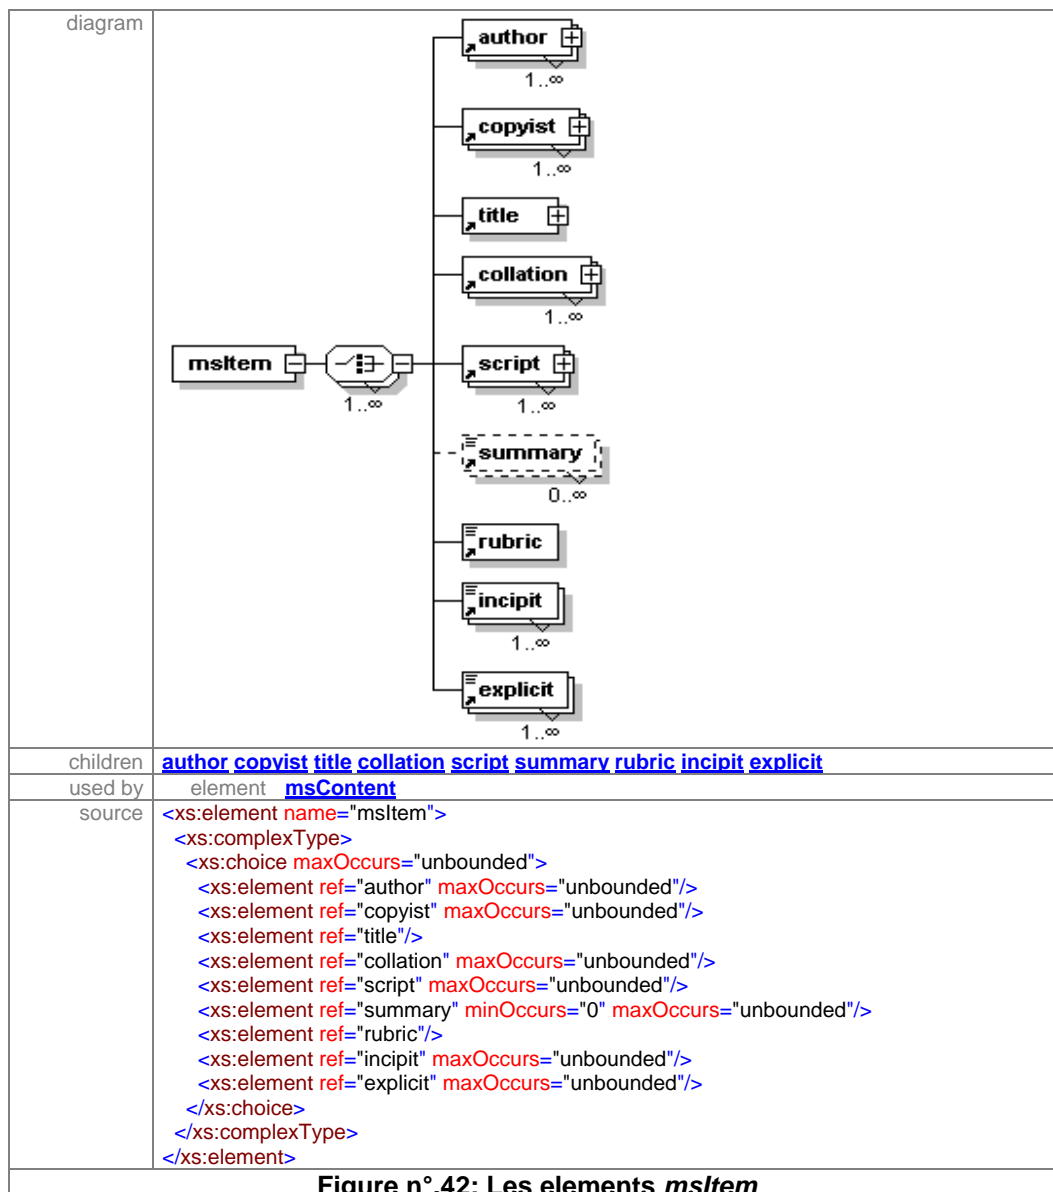 diagram
author
1..∞
copyist
1..∞
title
collation
1..∞
msItem
1..∞
script
1..∞
summary
0..∞
rubric
incipit
1..∞
explicit
1..∞
children author copyist title collation script summary rubric incipit explicit
used by element msContent
source <xs:element name="msItem">
<xs:complexType>
<xs:choice maxOccurs="unbounded">
<xs:element ref="author" maxOccurs="unbounded"/>
<xs:element ref="copyist" maxOccurs="unbounded"/>
<xs:element ref="title"/>
<xs:element ref="collation" maxOccurs="unbounded"/>
<xs:element ref="script" maxOccurs="unbounded"/>
<xs:element ref="summary" minOccurs="0" maxOccurs="unbounded"/>
<xs:element ref="rubric"/>
<xs:element ref="incipit" maxOccurs="unbounded"/>
<xs:element ref="explicit" maxOccurs="unbounded"/>
</xs:choice>
</xs:complexType>
</xs:element>
Figure n°.42: Les elements msItem